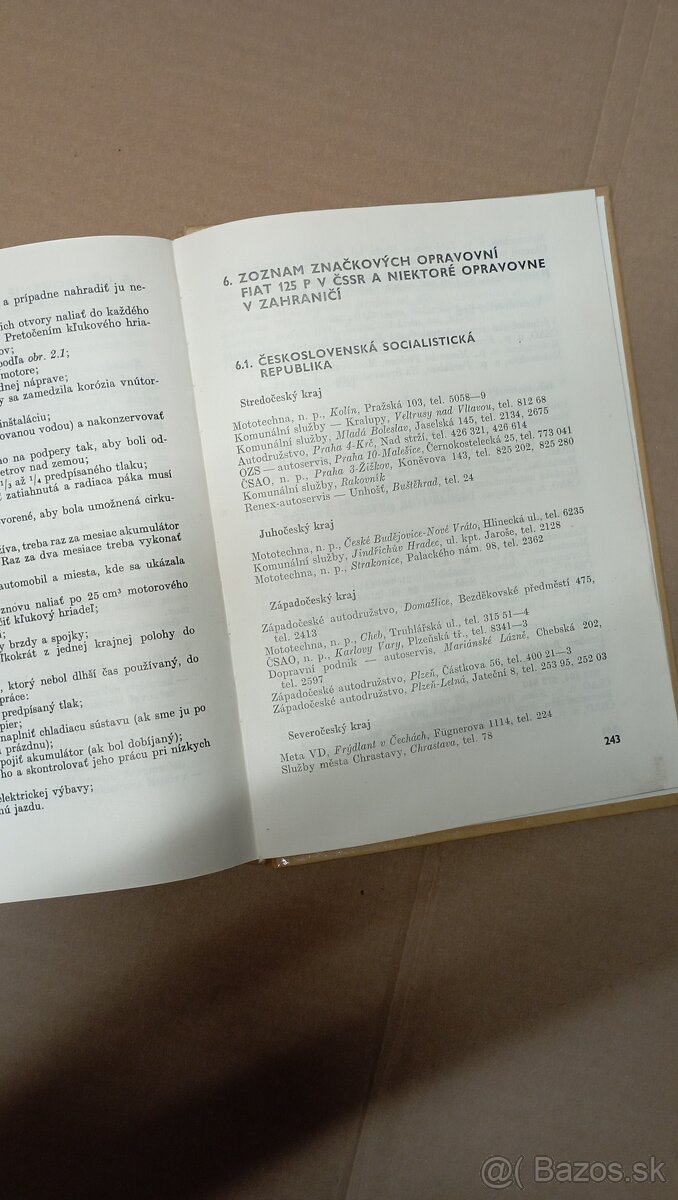 a prípadne nahradiť ju ne-
ich otvory naliať do každého
Pretočením kľukového hria-
ov;
podľa obr. 2.1;
motore;
dnej náprave;
y sa zamedzila korózia vnútor-
inštaláciu;
ovanou vodou) a nakonzervovať
no na podpery tak, aby boli od-
etrov nad zemou;
1/3 až 1/4 predpísaného tlaku;
zatiahnutá a radiaca páka musí
vorené, aby bola umožnená cirku-
íva, treba raz za mesiac akumulátor
Raz za dva mesiace treba vykonať
automobil a miesta, kde sa ukázala
znovu naliať po 25 cm³ motorového
čiť kľukový hriadeľ;
y brzdy a spojky;
ľkokrát z jednej krajnej polohy do
, ktorý nebol dlhší čas používaný, do
práce:
predpísaný tlak;
pier;
naplniť chladiacu sústavu (ak sme ju po
u prázdnu);
pojiť akumulátor (ak bol dobíjaný);
ho a skontrolovať jeho prácu pri nízkych
elektrickej výbavy;
nú jazdu.
6. ZOZNAM ZNAČKOVÝCH OPRAVOVNÍ
FIAT 125 P V ČSSR A NIEKTORÉ OPRAVOVNE
V ZAHRANIČÍ
6.1. ČESKOSLOVENSKÁ SOCIALISTICKÁ
REPUBLIKA
Stredočeský kraj
Mototechna, n. p., Kolín, Pražská 103, tel. 5058—9
Komunální služby — Kralupy, Veltrusy nad Vltavou, tel. 812 68
Komunální služby, Mladá Boleslav, Jaselská 145, tel. 2134, 2675
Autodružstvo, Praha 4-Krč, Nad strží, tel. 426 321, 426 614
OZS — autoservis, Praha 10-Malešice, Černokostelecká 25, tel. 773 041
ČSAO, n. p., Praha 3-Žižkov, Koněvova 143, tel. 825 202, 825 280
Komunální služby, Rakovník
Renex-autoservis — Unhošť, Buštěhrad, tel. 24
Juhočeský kraj
Mototechna, n. p., České Budějovice-Nové Vráto, Hlinecká ul., tel. 6235
Komunální služby, Jindřichův Hradec, ul. kpt. Jaroše, tel. 2128
Mototechna, n. p., Strakonice, Palackého nám. 98, tel. 2362
Západočeský kraj
Západočeské autodružstvo, Domažlice, Bezděkovské předměstí 475,
tel. 2413
Mototechna, n. p., Cheb, Truhlářská ul., tel. 315 51—4
ČSAO, n. p., Karlovy Vary, Plzeňská tř., tel. 8341—3
Dopravní podnik — autoservis, Mariánské Lázně, Chebská 202,
tel. 2597
Západočeské autodružstvo, Plzeň, Částkova 56, tel. 400 21—3
Západočeské autodružstvo, Plzeň-Letná, Jateční 8, tel. 253 95, 252 03
Severočeský kraj
Meta VD, Frýdlant v Čechách, Fügnerova 1114, tel. 224
Služby města Chrastavy, Chrastava, tel. 78
243
@ Bazos.sk